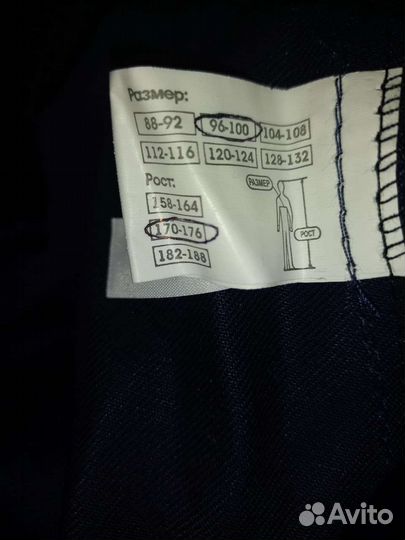 Размер:
88-92 96-100 104-108
112-116 120-124 128-132
Рост:
158-164
170-176
182-188
РАЗМЕР
РОСТ
Avito